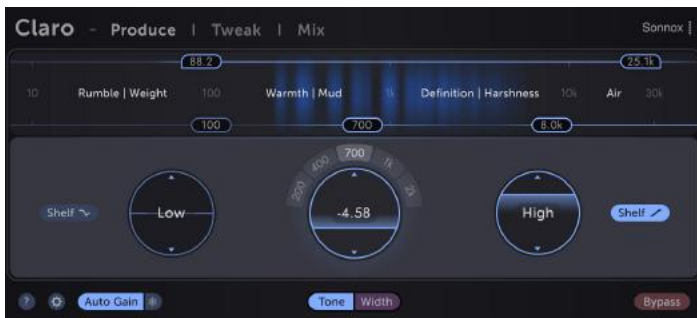 Claro - Produce | Tweak | Mix Sonnox
88.2 25.1k
10 Rumble | Weight 100 Warmth | Mud 1k Definition | Harshness 10k Air 30k
100 700 8.0k
200 400 700 1k 2k
Shelf Low -4.58 High Shelf
? Auto Gain Tone Width Bypass